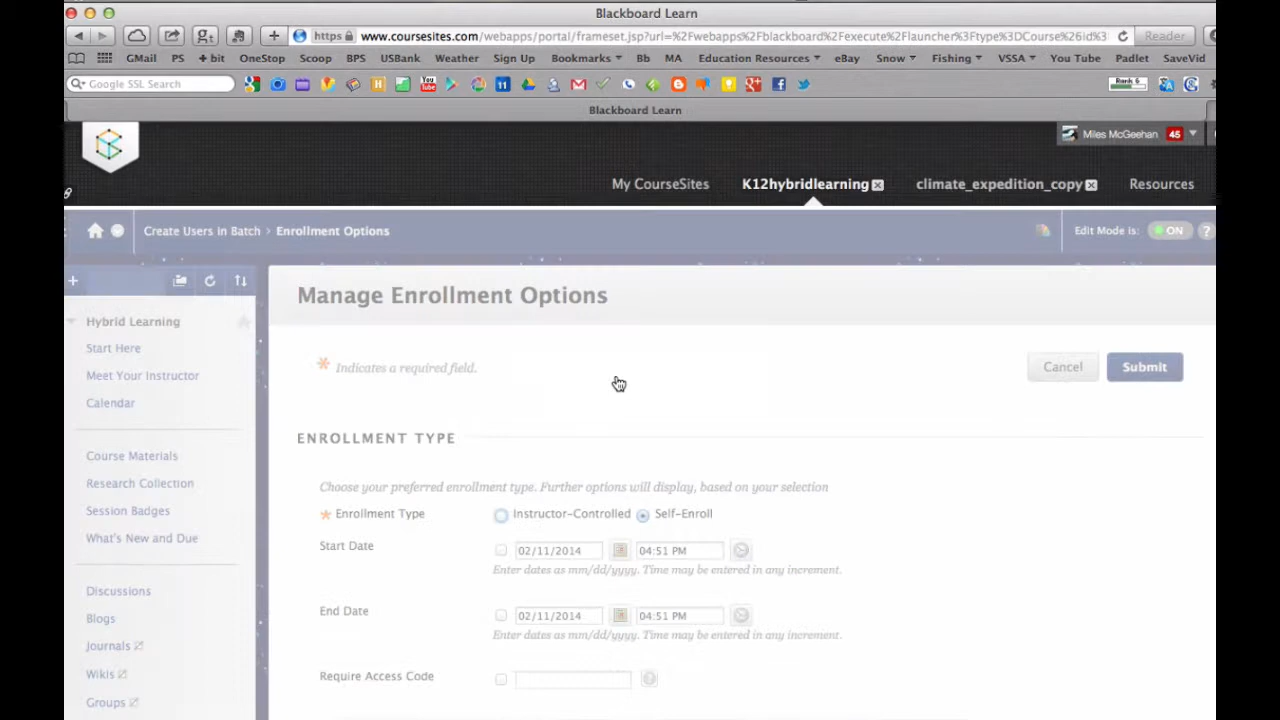 Blackboard Learn
https www.coursesites.com/webapps/portal/frameset.jsp?url=%2Fwebapps%2Fblackboard%2Fexecute%2Flauncher%3Ftype%3DCourse%26id%3 Reader
GMail PS + bit OneStop Scoop BPS USBank Weather Sign Up Bookmarks Bb MA Education Resources eBay Snow Fishing VSSA You Tube Padlet SaveVid
Google SSL Search
You Tube
11
Rank 6
Blackboard Learn
Miles McGeehan 45
My CourseSites K12hybridlearning climate_expedition_copy Resources
Create Users in Batch > Enrollment Options Edit Mode is: ON ?
Manage Enrollment Options
Hybrid Learning
Start Here
Meet Your Instructor
Calendar
Course Materials
Research Collection
Session Badges
What's New and Due
Discussions
Blogs
Journals
Wikis
Groups
* Indicates a required field.
Cancel Submit
ENROLLMENT TYPE
Choose your preferred enrollment type. Further options will display, based on your selection
* Enrollment Type Instructor-Controlled Self-Enroll
Start Date 02/11/2014 04:51 PM
Enter dates as mm/dd/yyyy. Time may be entered in any increment.
End Date 02/11/2014 04:51 PM
Enter dates as mm/dd/yyyy. Time may be entered in any increment.
Require Access Code